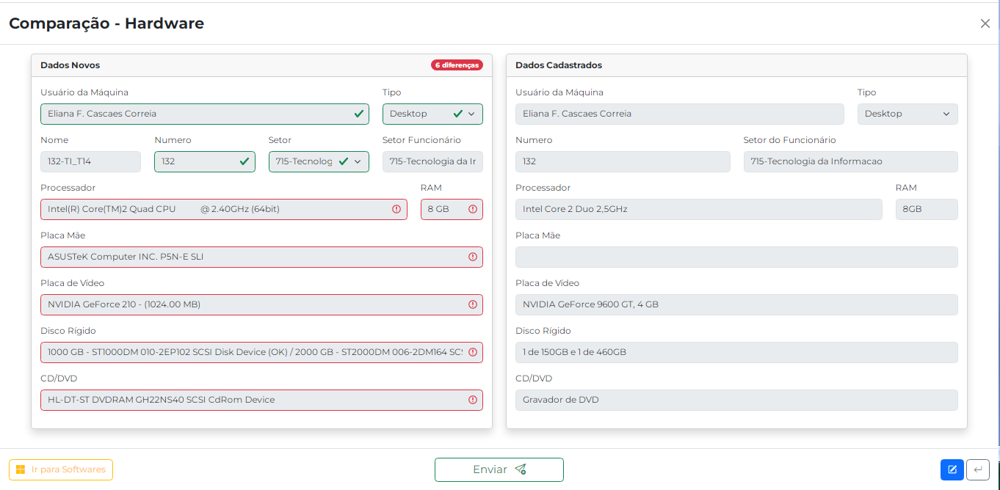 Comparação - Hardware
Dados Novos
6 diferenças
Usuário da Máquina
Tipo
Eliana F. Cascaes Correia
Desktop
Nome
Numero
Setor
Setor Funcionário
132-TI_T14
132
715-Tecnolog
715-Tecnologia da Ir
Processador
RAM
Intel(R) Core(TM)2 Quad CPU @ 2.40GHz (64bit)
8 GB
Placa Mãe
ASUSTeK Computer INC. P5N-E SLI
Placa de Vídeo
NVIDIA GeForce 210 - (1024.00 MB)
Disco Rígido
1000 GB - ST1000DM 010-2EP102 SCSI Disk Device (OK) / 2000 GB - ST2000DM 006-2DM164 SCS
CD/DVD
HL-DT-ST DVDRAM GH22NS40 SCSI CdRom Device
Dados Cadastrados
Usuário da Máquina
Tipo
Eliana F. Cascaes Correia
Desktop
Numero
Setor do Funcionário
132
715-Tecnologia da Informacao
Processador
RAM
Intel Core 2 Duo 2,5GHz
8GB
Placa Mãe
Placa de Vídeo
NVIDIA GeForce 9600 GT, 4 GB
Disco Rígido
1 de 150GB e 1 de 460GB
CD/DVD
Gravador de DVD
Ir para Softwares
Enviar